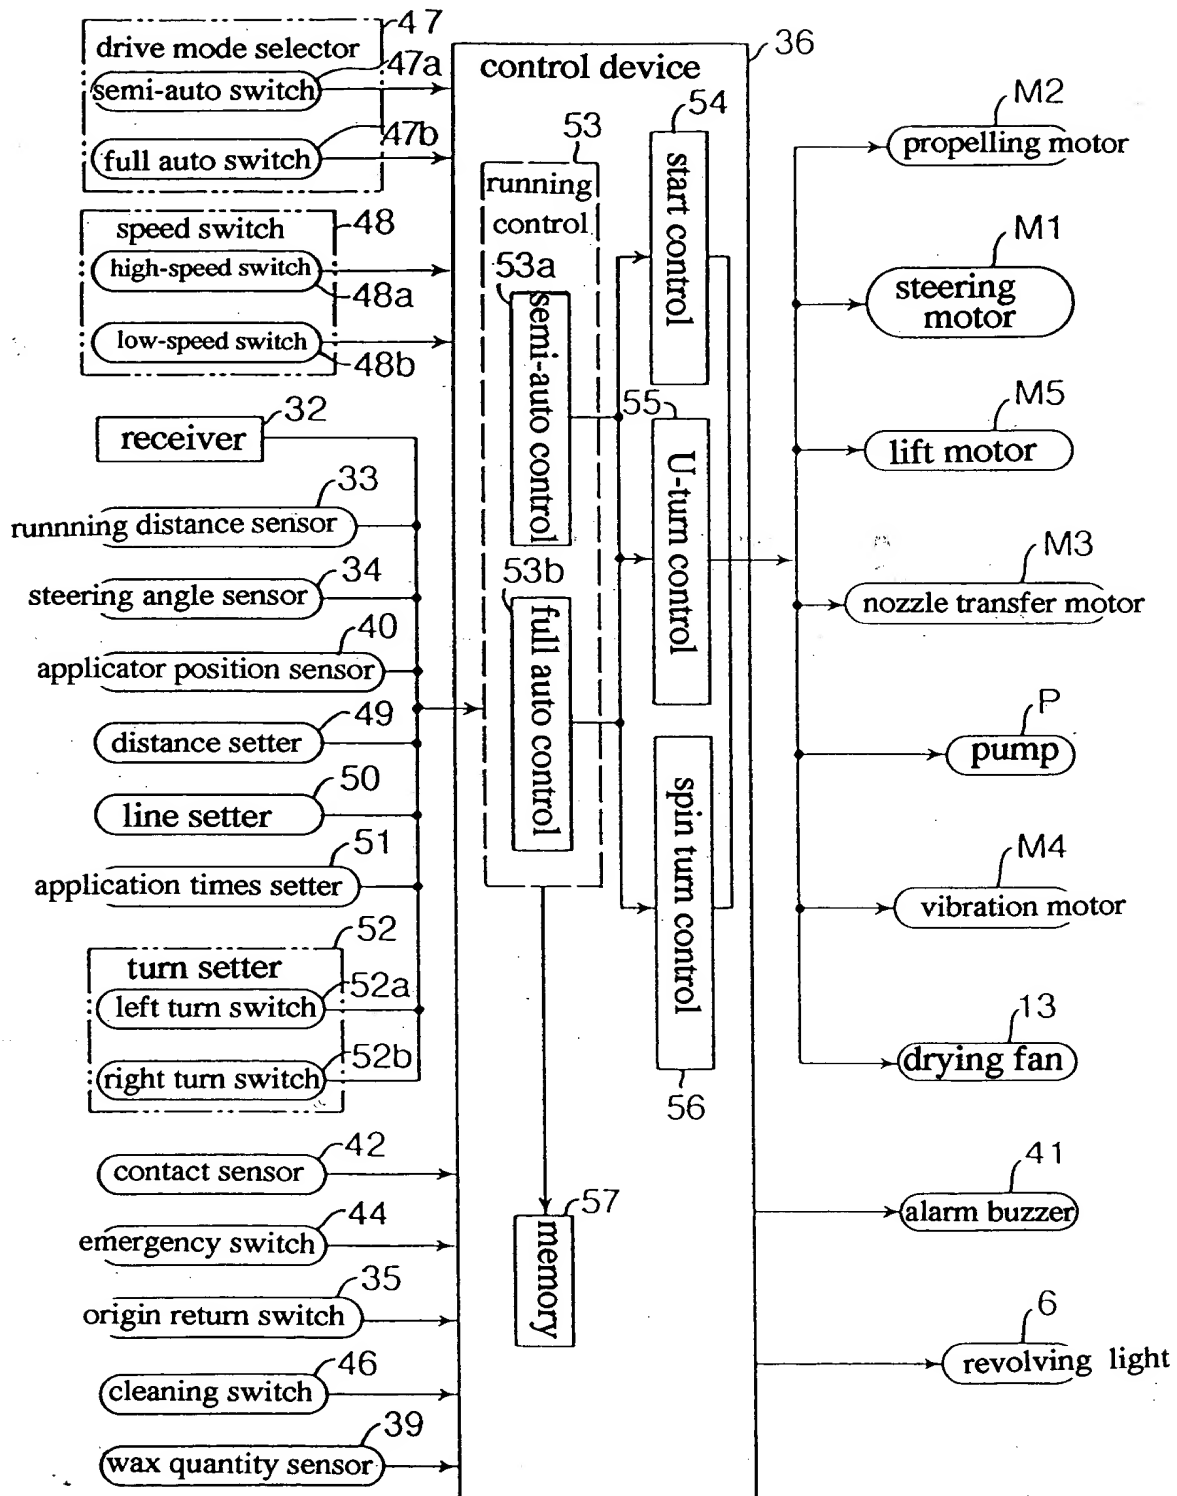 47
drive mode selector
47a
semi-auto switch
47b
full auto switch
48
speed switch
high-speed switch
48a
low-speed switch
48b
32
receiver
33
runnning distance sensor
34
steering angle sensor
40
applicator position sensor
49
distance setter
50
line setter
51
application times setter
52
turn setter
52a
left turn switch
52b
right turn switch
42
contact sensor
44
emergency switch
35
origin return switch
46
cleaning switch
39
wax quantity sensor
36
control device
53
running
control
53a
semi-auto control
53b
full auto control
54
start control
55
U-turn control
spin turn control
56
57
memory
M2
propelling motor
M1
steering
motor
M5
lift motor
M3
nozzle transfer motor
P
pump
M4
vibration motor
13
drying fan
41
alarm buzzer
6
revolving light